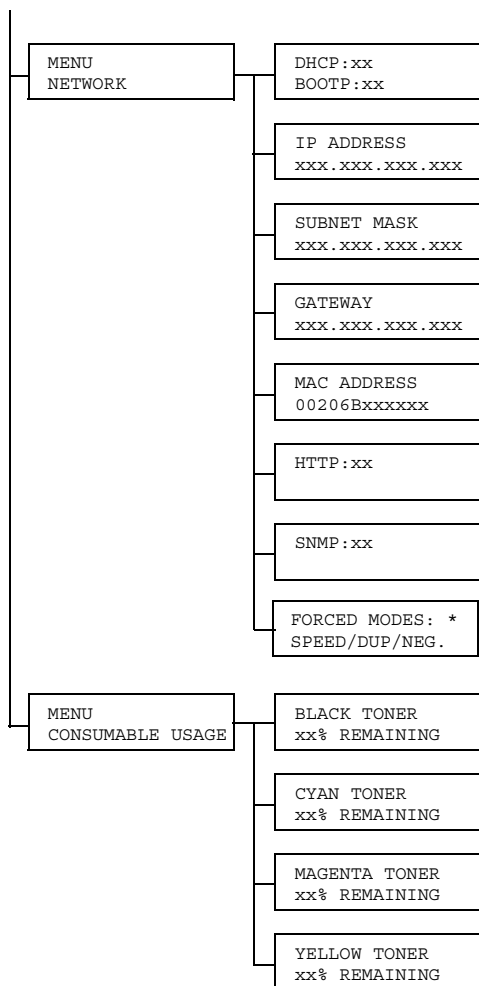 MENU
NETWORK
DHCP:xx
BOOTP:xx
IP ADDRESS
xxx.xxx.xxx.xxx
SUBNET MASK
xxx.xxx.xxx.xxx
GATEWAY
xxx.xxx.xxx.xxx
MAC ADDRESS
00206Bxxxxxx
HTTP:xx
SNMP:xx
FORCED MODES: *
SPEED/DUP/NEG.
MENU
CONSUMABLE USAGE
BLACK TONER
xx% REMAINING
CYAN TONER
xx% REMAINING
MAGENTA TONER
xx% REMAINING
YELLOW TONER
xx% REMAINING